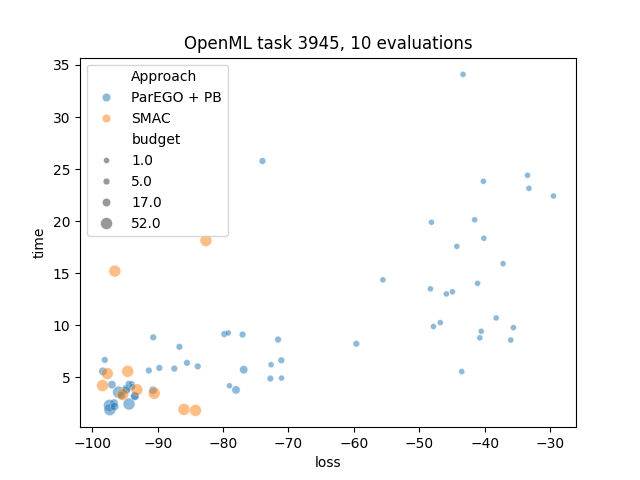 OpenML task 3945, 10 evaluations
35
30
25
20
15
10
5
time
Approach
ParEGO + PB
SMAC
budget
1.0
5.0
17.0
52.0
−100 −90 −80 −70 −60 −50 −40 −30
loss